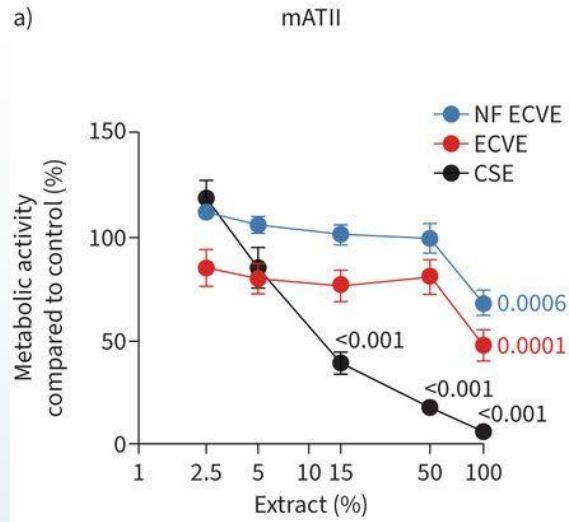 a)
mATII
NF ECVE
ECVE
CSE
Metabolic activity
compared to control (%)
150
100
50
0
0.0006
0.0001
<0.001
<0.001
<0.001
1 2.5 5 10 15 50 100
Extract (%)